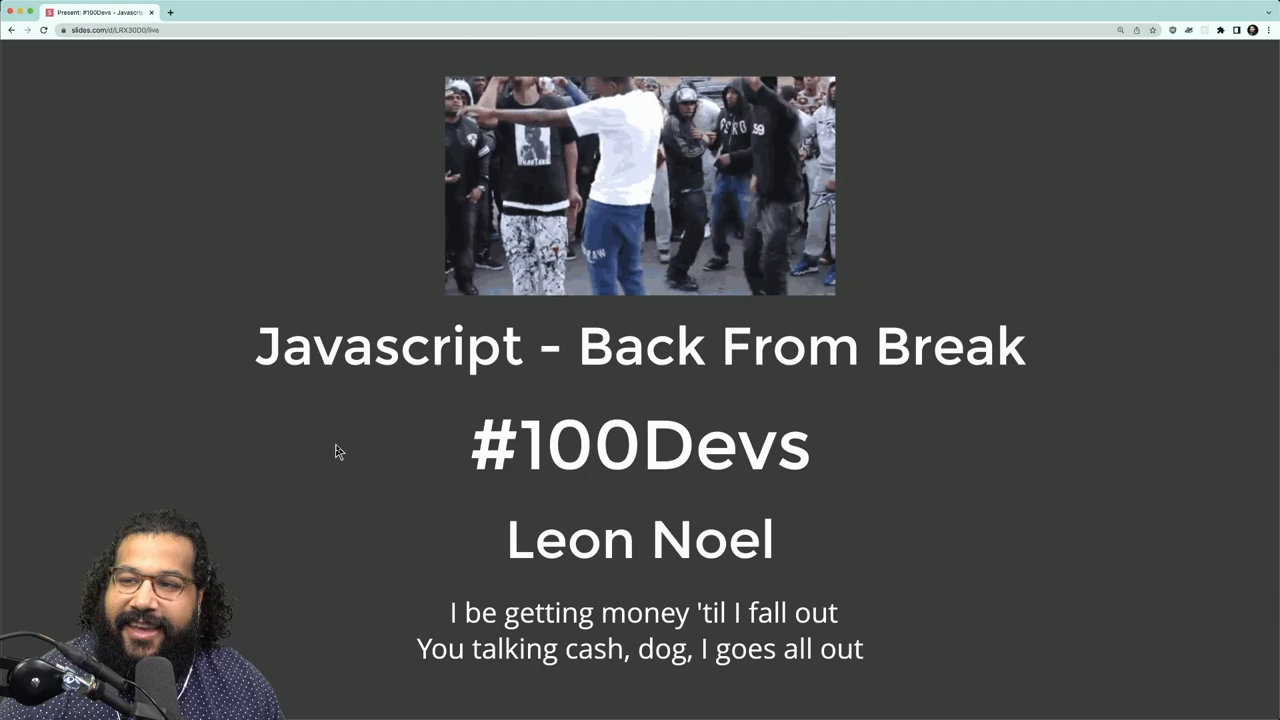 Present: #100Devs - Javascrip
slides.com/d/LRX30D0/live
Javascript - Back From Break
#100Devs
Leon Noel
I be getting money 'til I fall out
You talking cash, dog, I goes all out